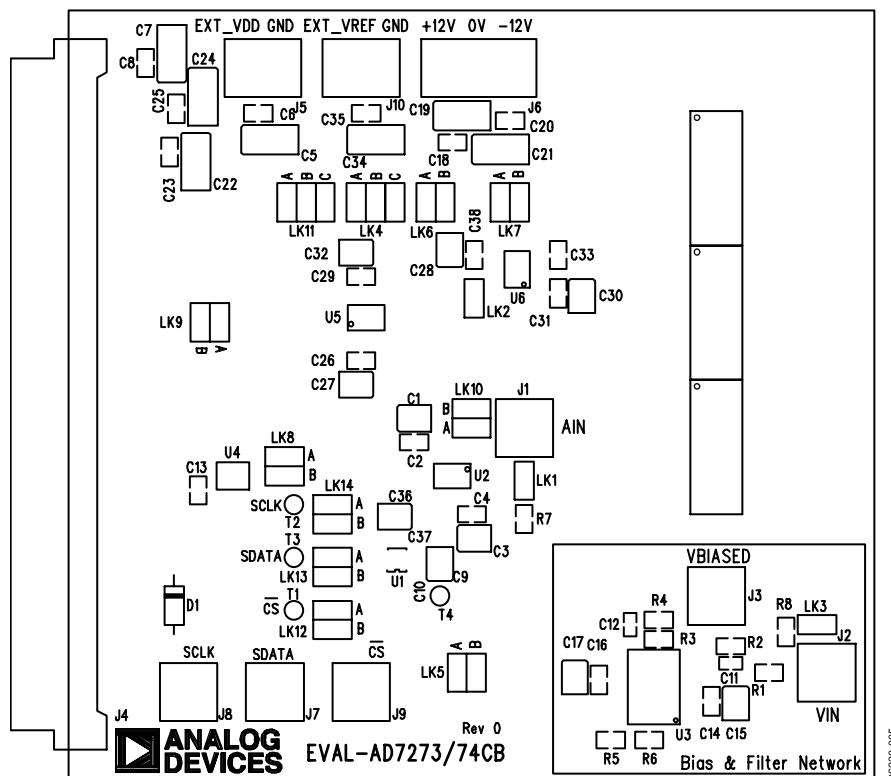 EXT_VDD GND EXT_VREF GND +12V 0V -12V
C7
C8
C24
C25
C23
C22
J5
C6
C5
J10
C35
C34
C19
J6
C20
C18
C21
A B C
LK11
A B C
LK4
A B
LK6
A B
LK7
C38
C32
C29
C28
LK2
U6
C33
C31
C30
LK9
B A
U5
C26
C27
C1
C2
LK10
B
A
J1
AIN
LK8
A
B
U4
C13
LK14
A
B
SCLK
T2
C36
U2
C4
C3
LK1
R7
T3
SDATA
LK13
A
B
C37
U1
C9
C10
T4
T1
CS
LK12
A
B
D1
SCLK
J8
SDATA
J7
CS
J9
LK5
A B
J4
VBIASED
J3
R4
R3
C12
C17
C16
U3
R5
R6
R8
LK3
J2
R2
C11
R1
C14
C15
VIN
Bias & Filter Network
ANALOG
DEVICES
Rev 0
EVAL-AD7273/74CB